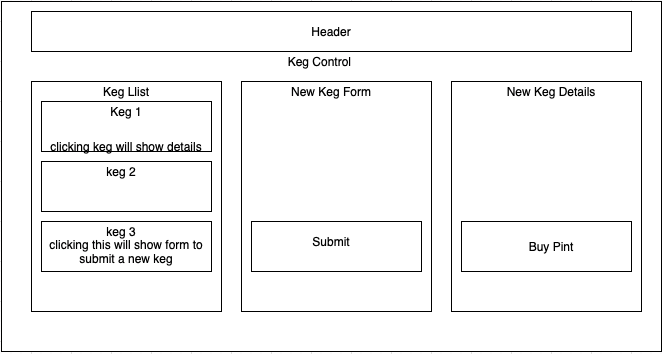 Header
Keg Control
Keg LIist
Keg 1
clicking keg will show details
keg 2
keg 3
clicking this will show form to
submit a new keg
New Keg Form
Submit
New Keg Details
Buy Pint